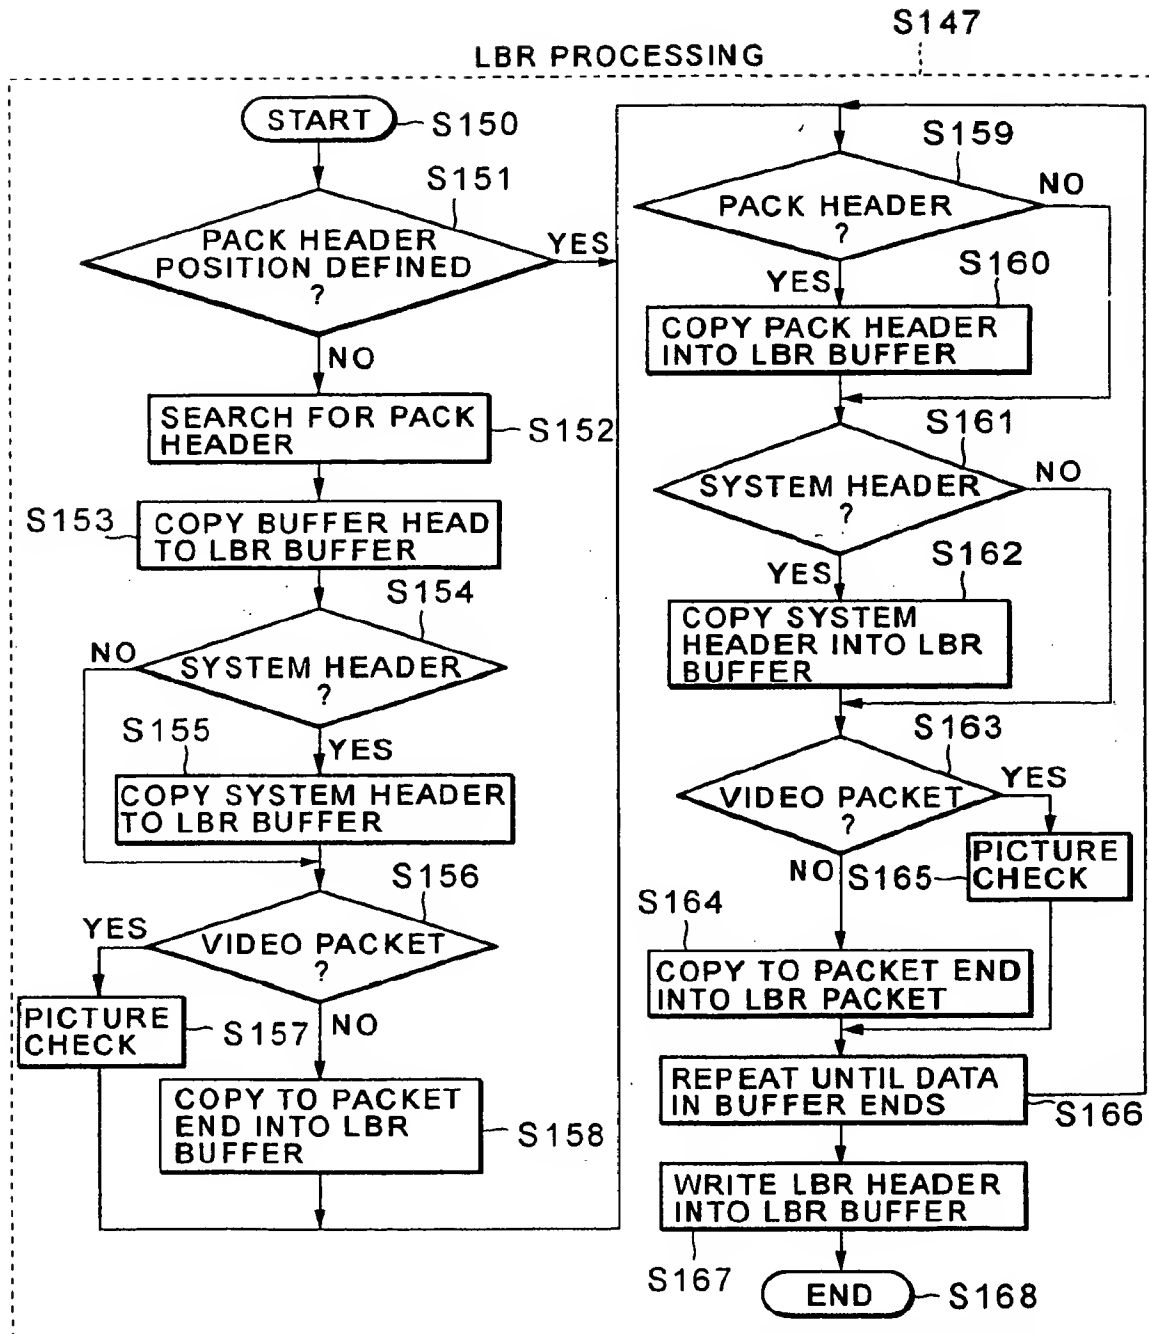 S147
LBR PROCESSING
START
S150
S151
PACK HEADER
POSITION DEFINED
?
YES
NO
SEARCH FOR PACK
HEADER
S152
S153
COPY BUFFER HEAD
TO LBR BUFFER
S154
NO
SYSTEM HEADER
?
S155
YES
COPY SYSTEM HEADER
TO LBR BUFFER
S156
YES
VIDEO PACKET
?
PICTURE
CHECK
S157
NO
COPY TO PACKET
END INTO LBR
BUFFER
S158
S159
PACK HEADER
?
NO
YES
S160
COPY PACK HEADER
INTO LBR BUFFER
S161
SYSTEM HEADER
?
NO
YES
S162
COPY SYSTEM
HEADER INTO LBR
BUFFER
S163
VIDEO PACKET
?
YES
NO
S165
PICTURE
CHECK
S164
COPY TO PACKET END
INTO LBR PACKET
REPEAT UNTIL DATA
IN BUFFER ENDS
S166
WRITE LBR HEADER
INTO LBR BUFFER
S167
END
S168